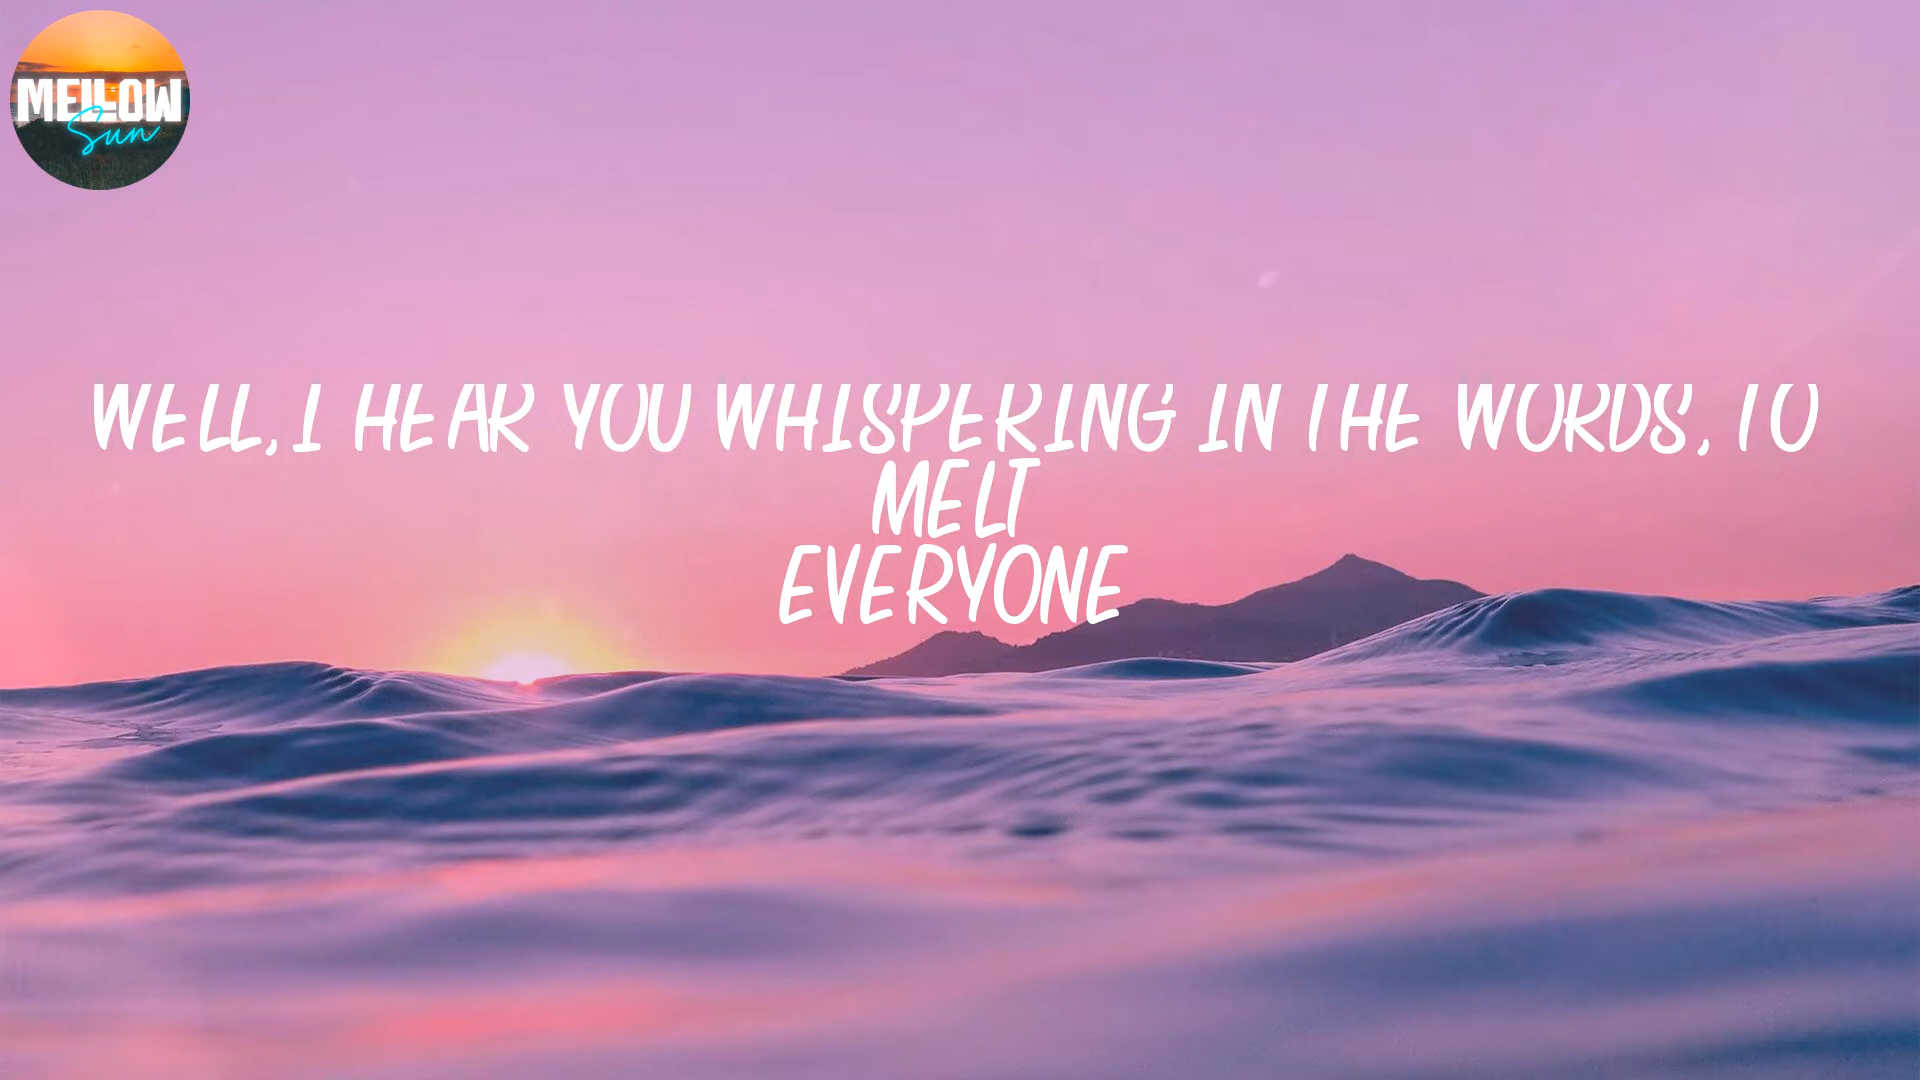 MELLOW
Sun
WELL, I HEAR YOU WHISPERING IN THE WORDS, TO
MELT
EVERYONE